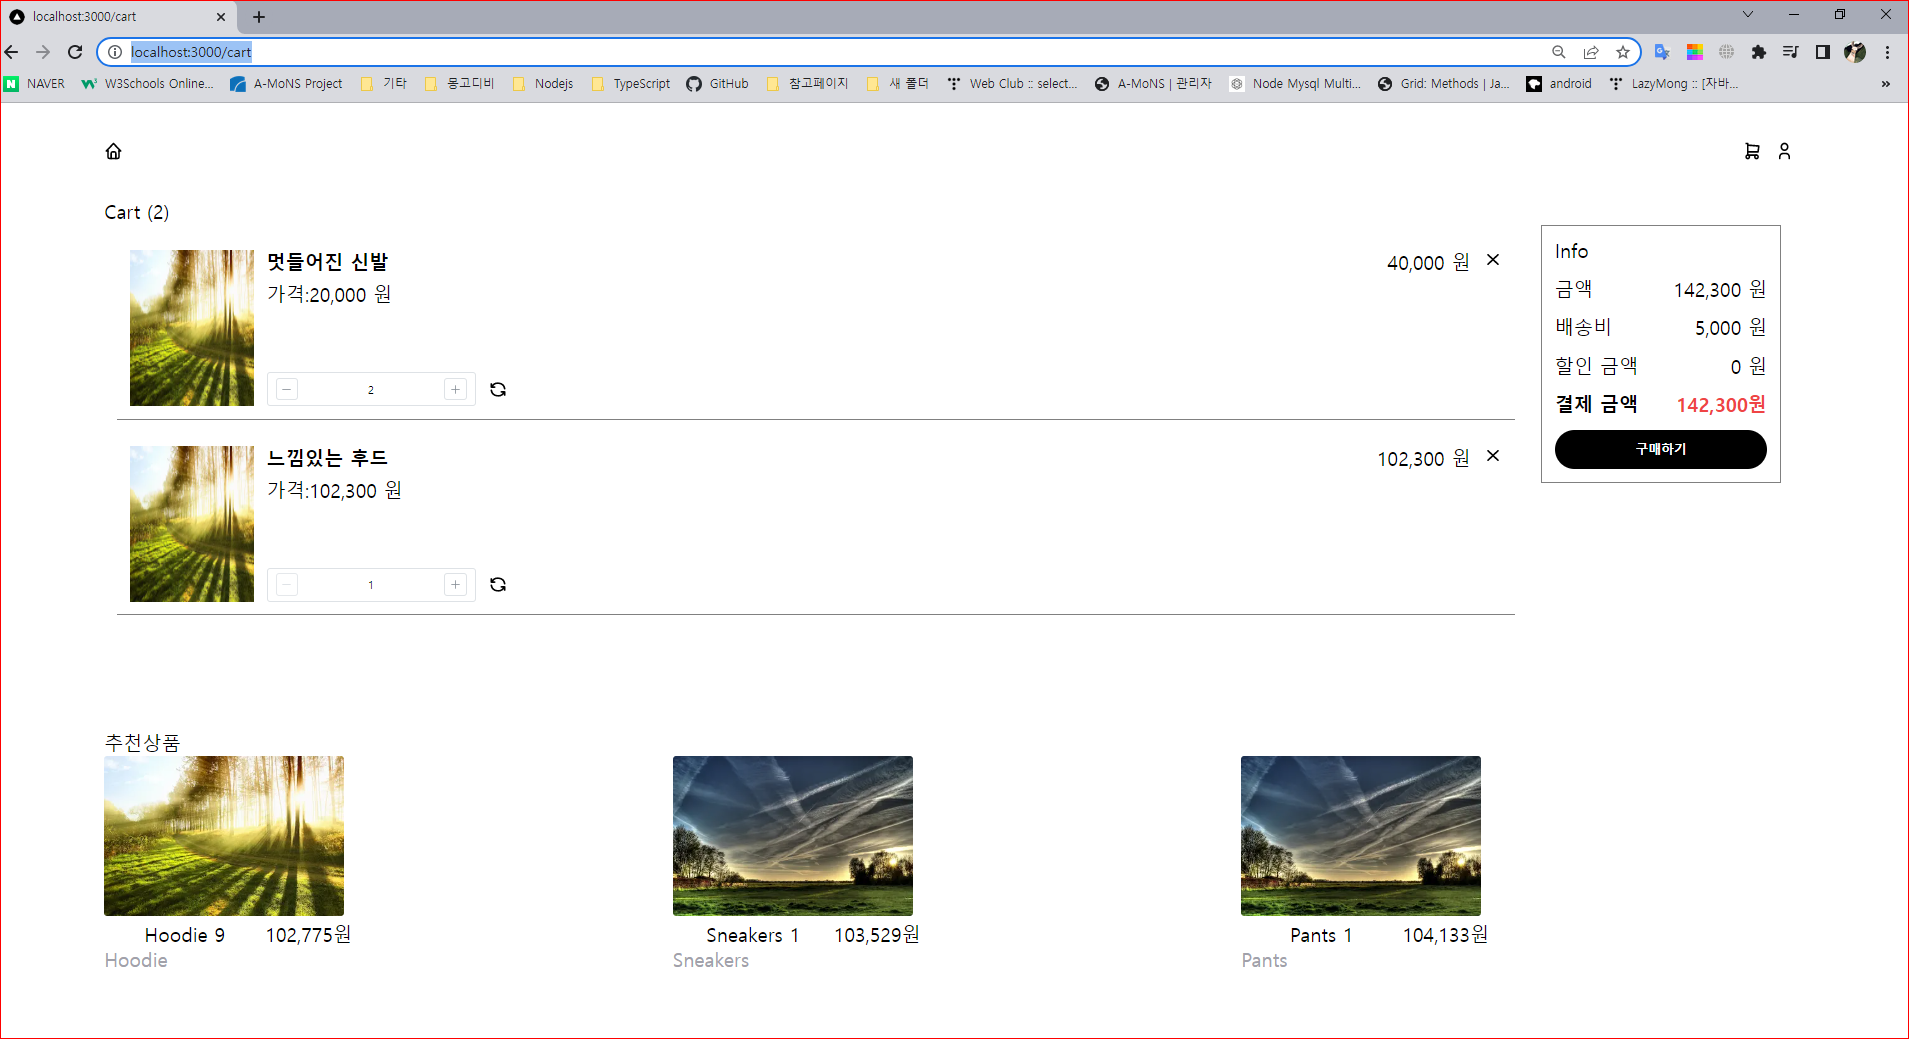 localhost:3000/cart
localhost:3000/cart
NAVER W3Schools Online... A-MoNS Project 기타 몽고디비 Nodejs TypeScript GitHub 참고페이지 새 폴더 Web Club :: select... A-MoNS | 관리자 Node Mysql Multi... Grid: Methods | Ja... android LazyMong :: [자바...
Cart (2)
멋들어진 신발
40,000 원
가격:20,000 원
2
느낌있는 후드
102,300 원
가격:102,300 원
1
Info
금액 142,300 원
배송비 5,000 원
할인 금액 0 원
결제 금액 142,300원
구매하기
추천상품
Hoodie 9 102,775원
Hoodie
Sneakers 1 103,529원
Sneakers
Pants 1 104,133원
Pants